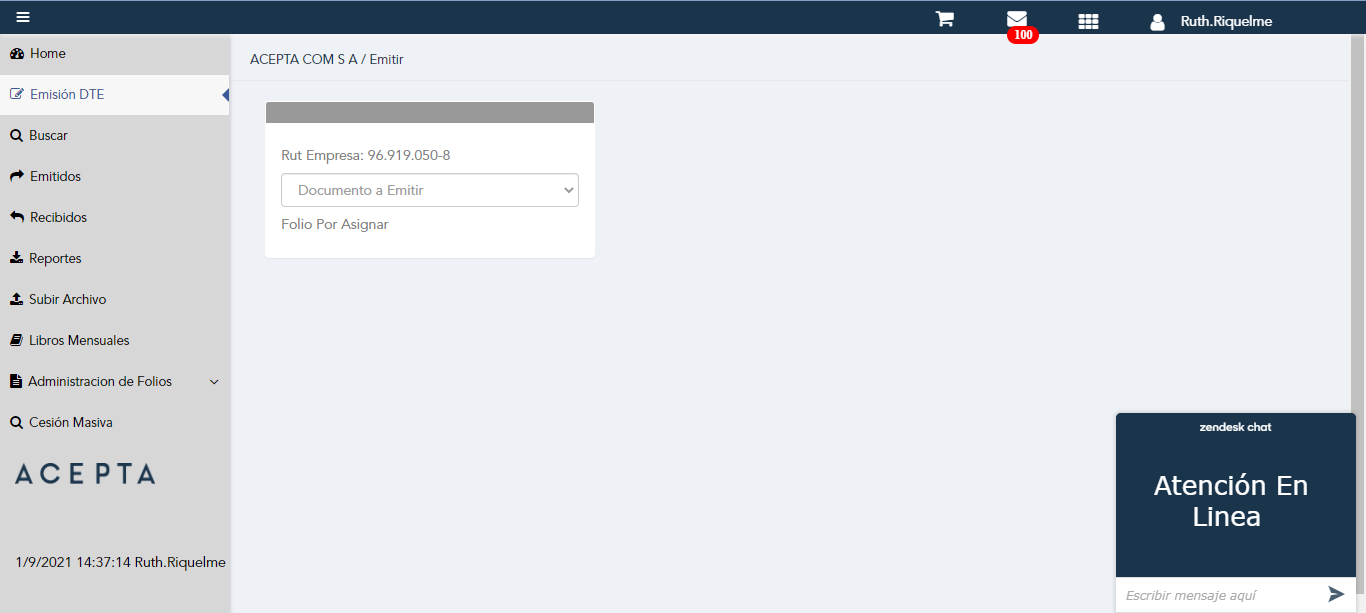 100
Ruth.Riquelme
Home
Emisión DTE
Buscar
Emitidos
Recibidos
Reportes
Subir Archivo
Libros Mensuales
Administracion de Folios
Cesión Masiva
ACEPTA
1/9/2021 14:37:14 Ruth.Riquelme
ACEPTA COM S A / Emitir
Rut Empresa: 96.919.050-8
Documento a Emitir
Folio Por Asignar
zendesk chat
Atención En
Linea
Escribir mensaje aquí